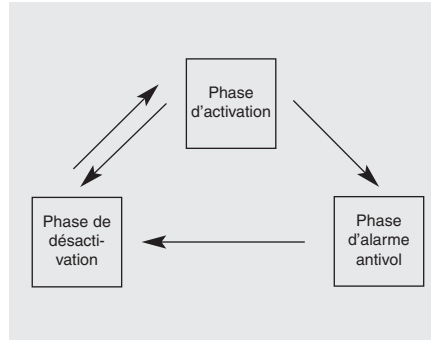 Phase
d'activation
Phase de
désacti-
vation
Phase
d'alarme
antivol